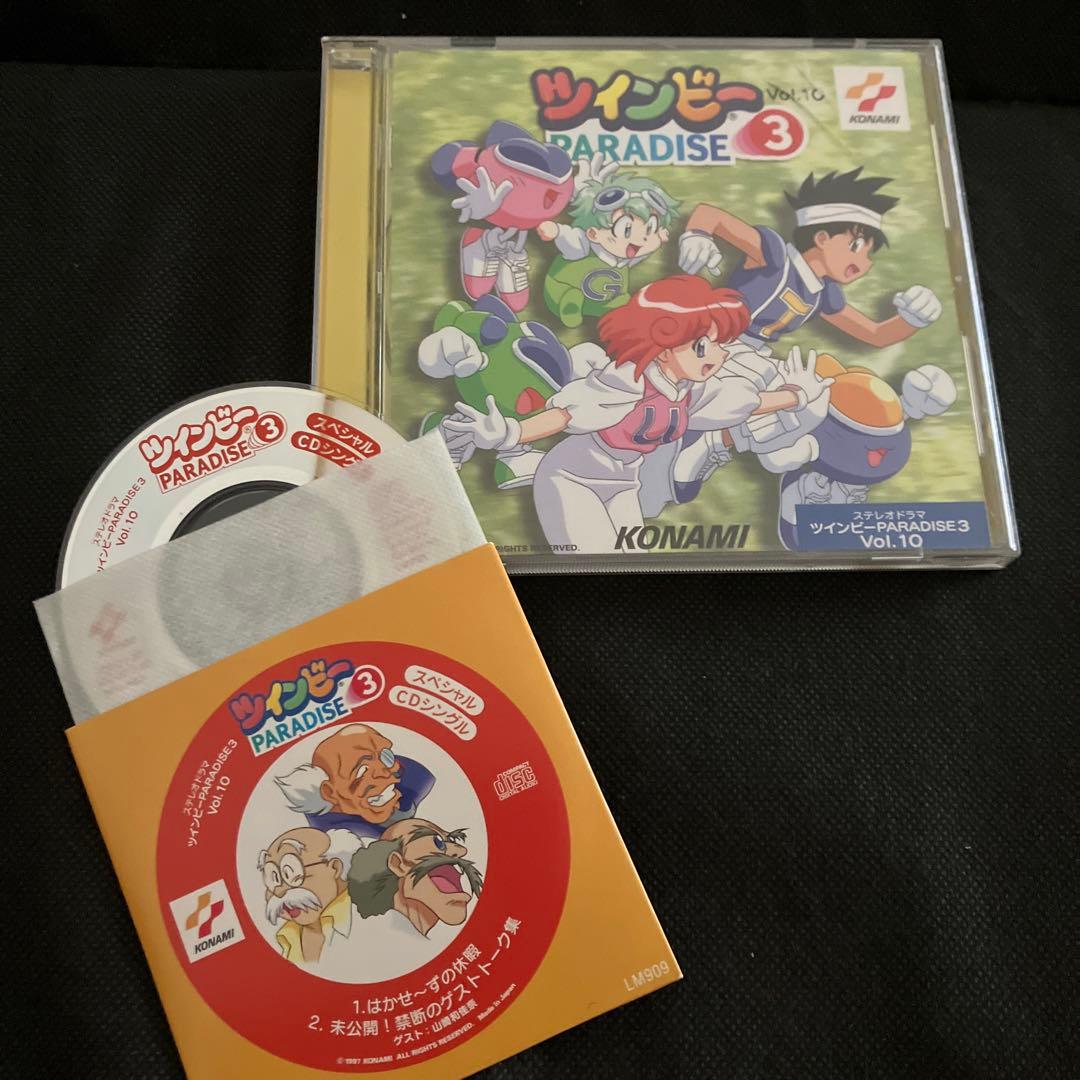 ツインビー
Vol.10
PARADISE 3
KONAMI
G
T
LI
KONAMI
RIGHTS RESERVED.
ステレオドラマ
ツインビーPARADISE3
Vol.10
ツインビー
PARADISE 3
スペシャル
CDシング
ステレオドラマ
ツインビーPARADISE3
Vol.10
ツインビー
PARADISE 3
スペシャル
CDシングル
ステレオドラマ
ツインビーPARADISE3
Vol.10
COMPACT
disc
DIGITAL AUDIO
KONAMI
1.はかせ〜ずの休暇
2. 未公開!禁断のゲストトーク集
ゲスト:山崎和佳奈
©1997 KONAMI ALL RIGHTS RESERVED. Made in Japan
LM909